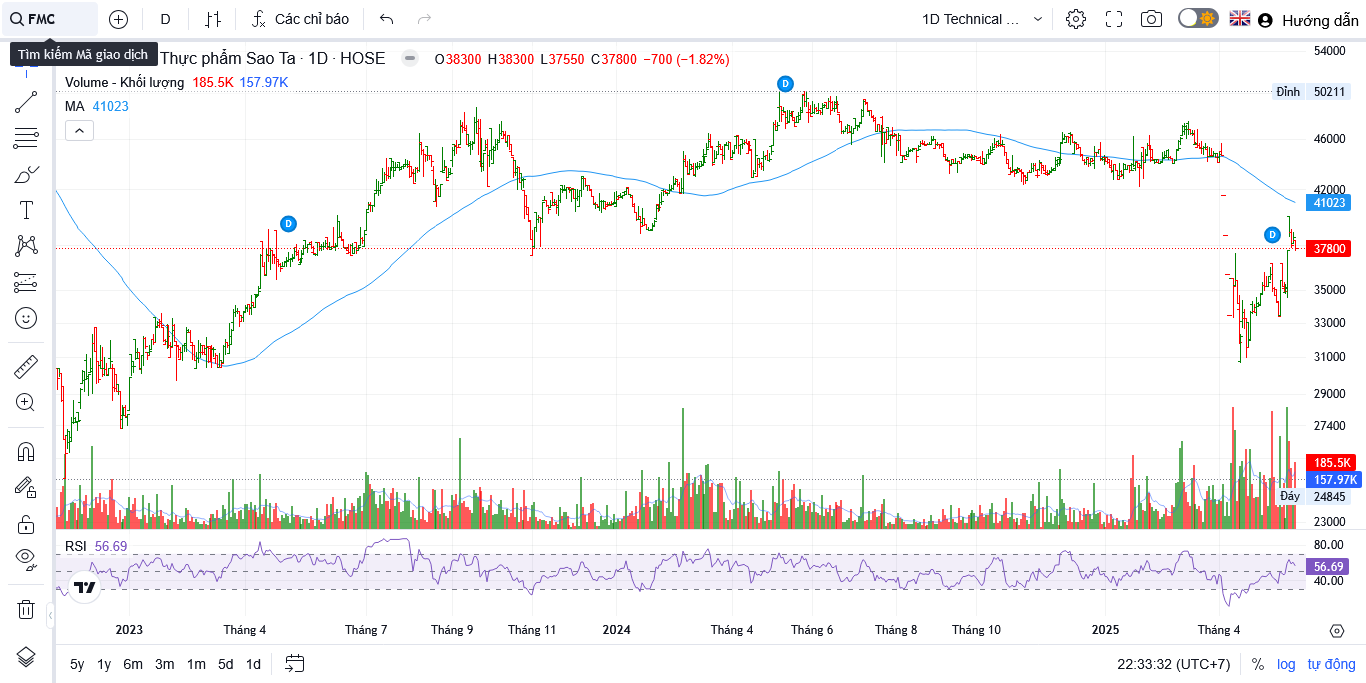 FMC D Các chỉ báo 1D Technical ... Hướng dẫn
Tìm kiếm Mã giao dịch
Thực phẩm Sao Ta · 1D · HOSE O38300 H38300 L37550 C37800 −700 (−1.82%)
Volume - Khối lượng 185.5K 157.97K
MA 41023
54000
D
Đỉnh 50211
46000
42000
41023
D
D
37800
35000
33000
31000
29000
27400
185.5K
157.97K
Đáy 24845
23000
RSI 56.69
80.00
56.69
40.00
2023 Tháng 4 Tháng 7 Tháng 9 Tháng 11 2024 Tháng 4 Tháng 6 Tháng 8 Tháng 10 2025 Tháng 4
5y 1y 6m 3m 1m 5d 1d 22:33:32 (UTC+7) % log tự động